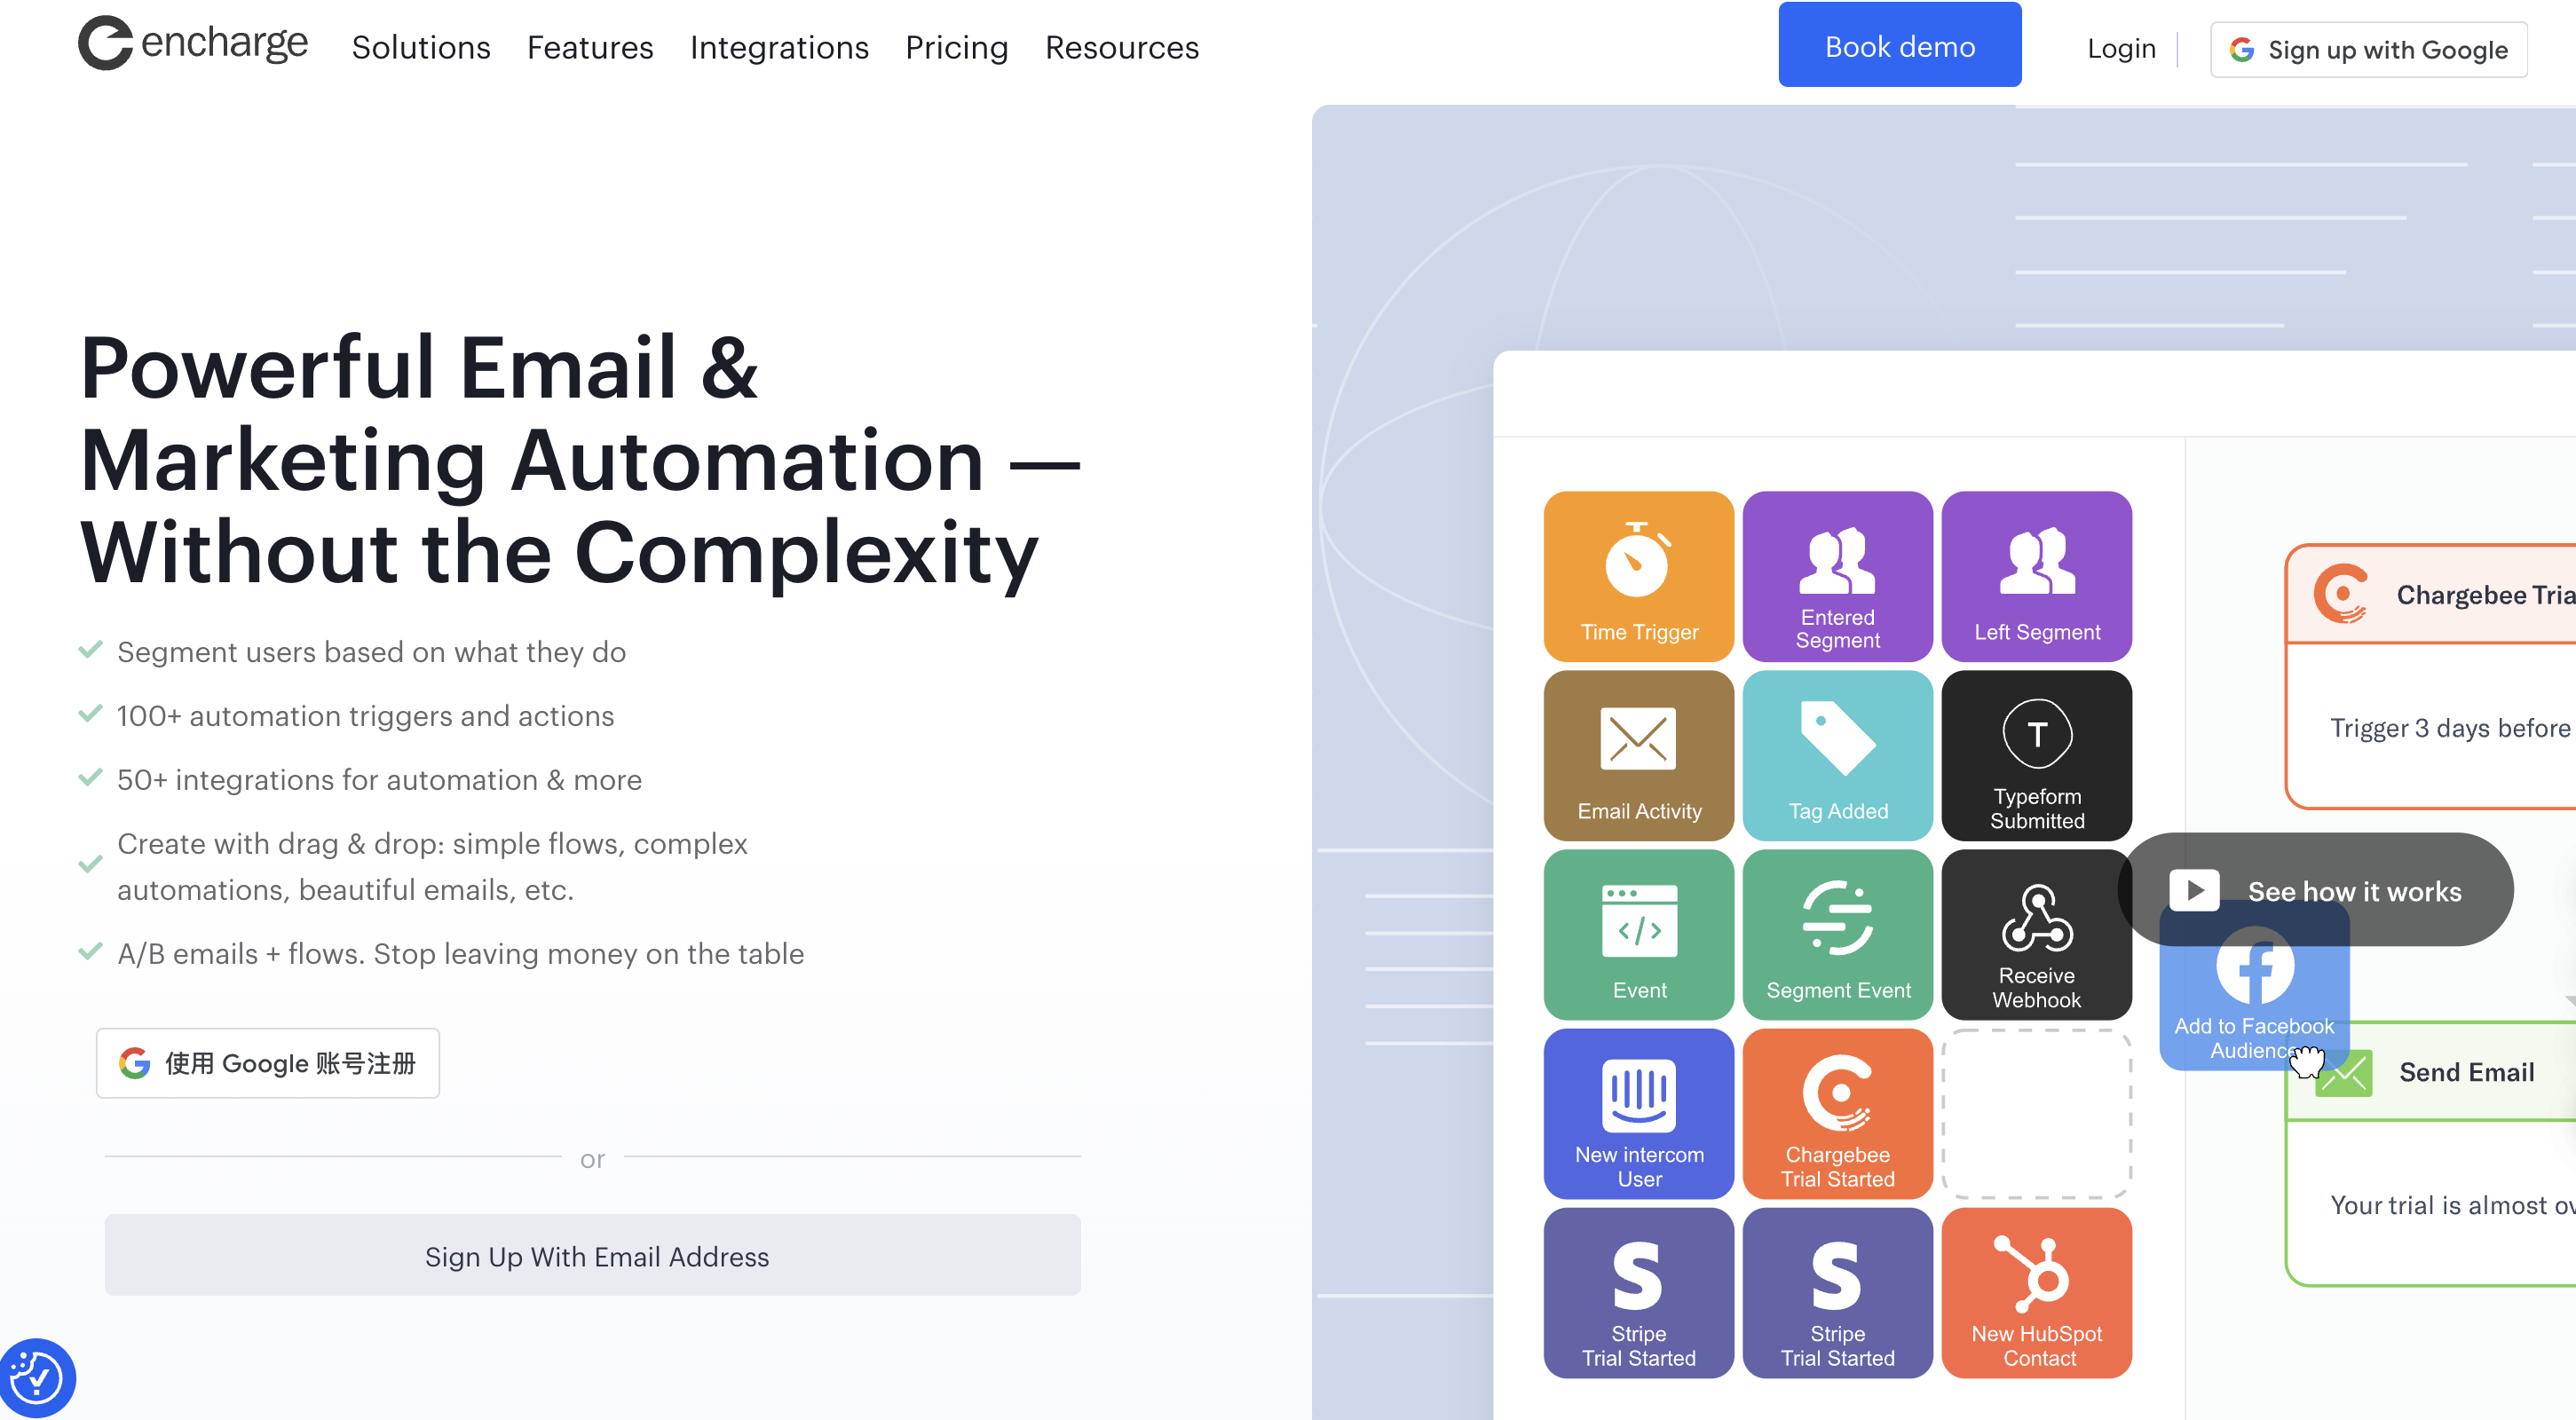 encharge
Solutions
Features
Integrations
Pricing
Resources
Book demo
Login
Sign up with Google
Powerful Email &
Marketing Automation —
Without the Complexity
Segment users based on what they do
100+ automation triggers and actions
50+ integrations for automation & more
Create with drag & drop: simple flows, complex
automations, beautiful emails, etc.
A/B emails + flows. Stop leaving money on the table
使用 Google 账号注册
or
Sign Up With Email Address
Time Trigger
Entered
Segment
Left Segment
Email Activity
Tag Added
T
Typeform
Submitted
Event
Segment Event
Receive
Webhook
New intercom
User
Chargebee
Trial Started
S
Stripe
Trial Started
S
Stripe
Trial Started
New HubSpot
Contact
See how it works
Add to Facebook
Audience
Chargebee Tria
Trigger 3 days before
Send Email
Your trial is almost ov